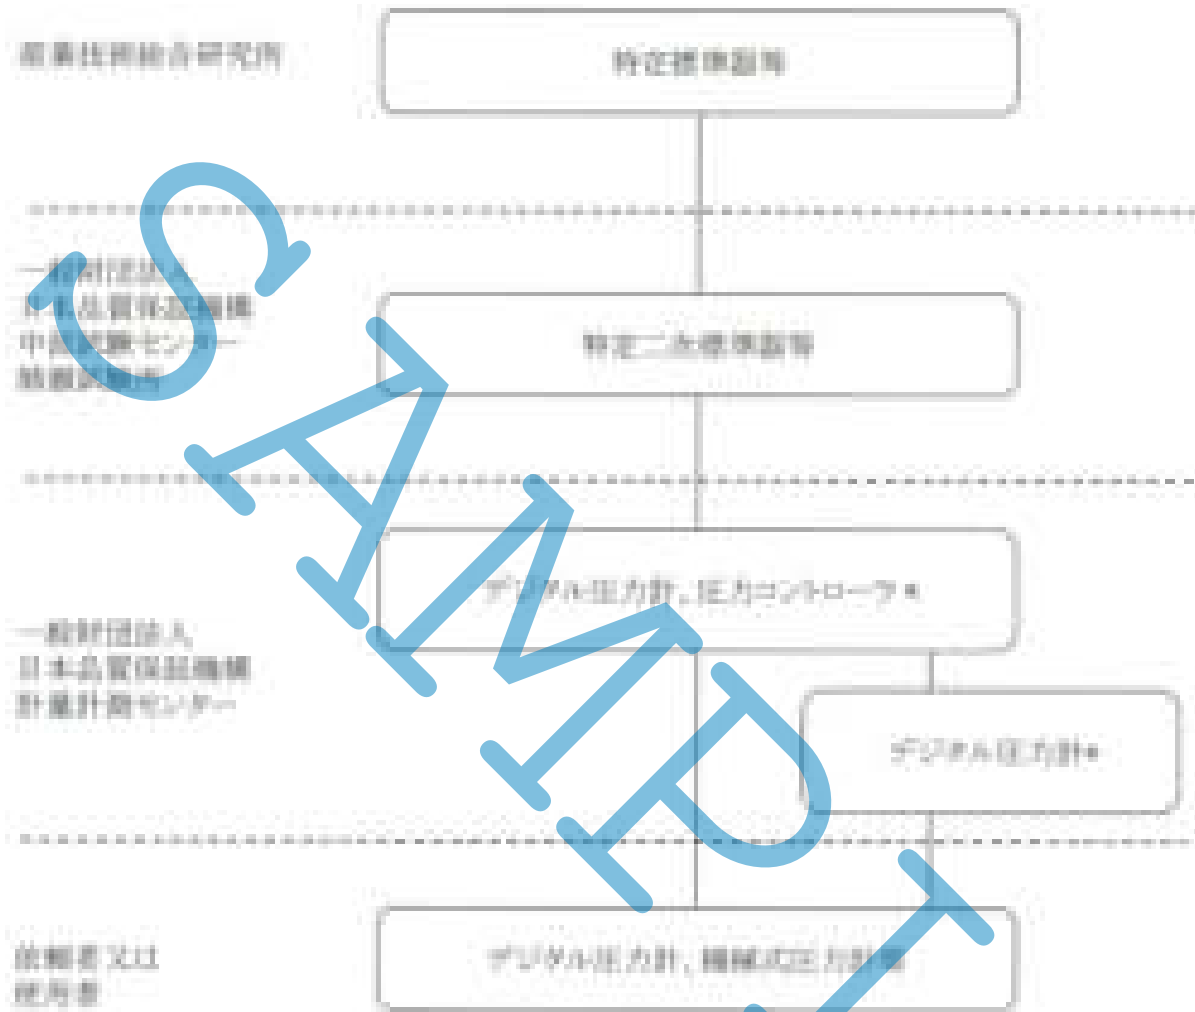 産業技術総合研究所
特定標準器等
一般財団法人
日本品質保証機構
中部試験センター
特定二次標準器等
デジタル圧力計、圧力コントローラ*
一般財団法人
日本品質保証機構
計量計測センター
デジタル圧力計*
依頼者又は
使用者
デジタル圧力計、機械式圧力計
SAMPL